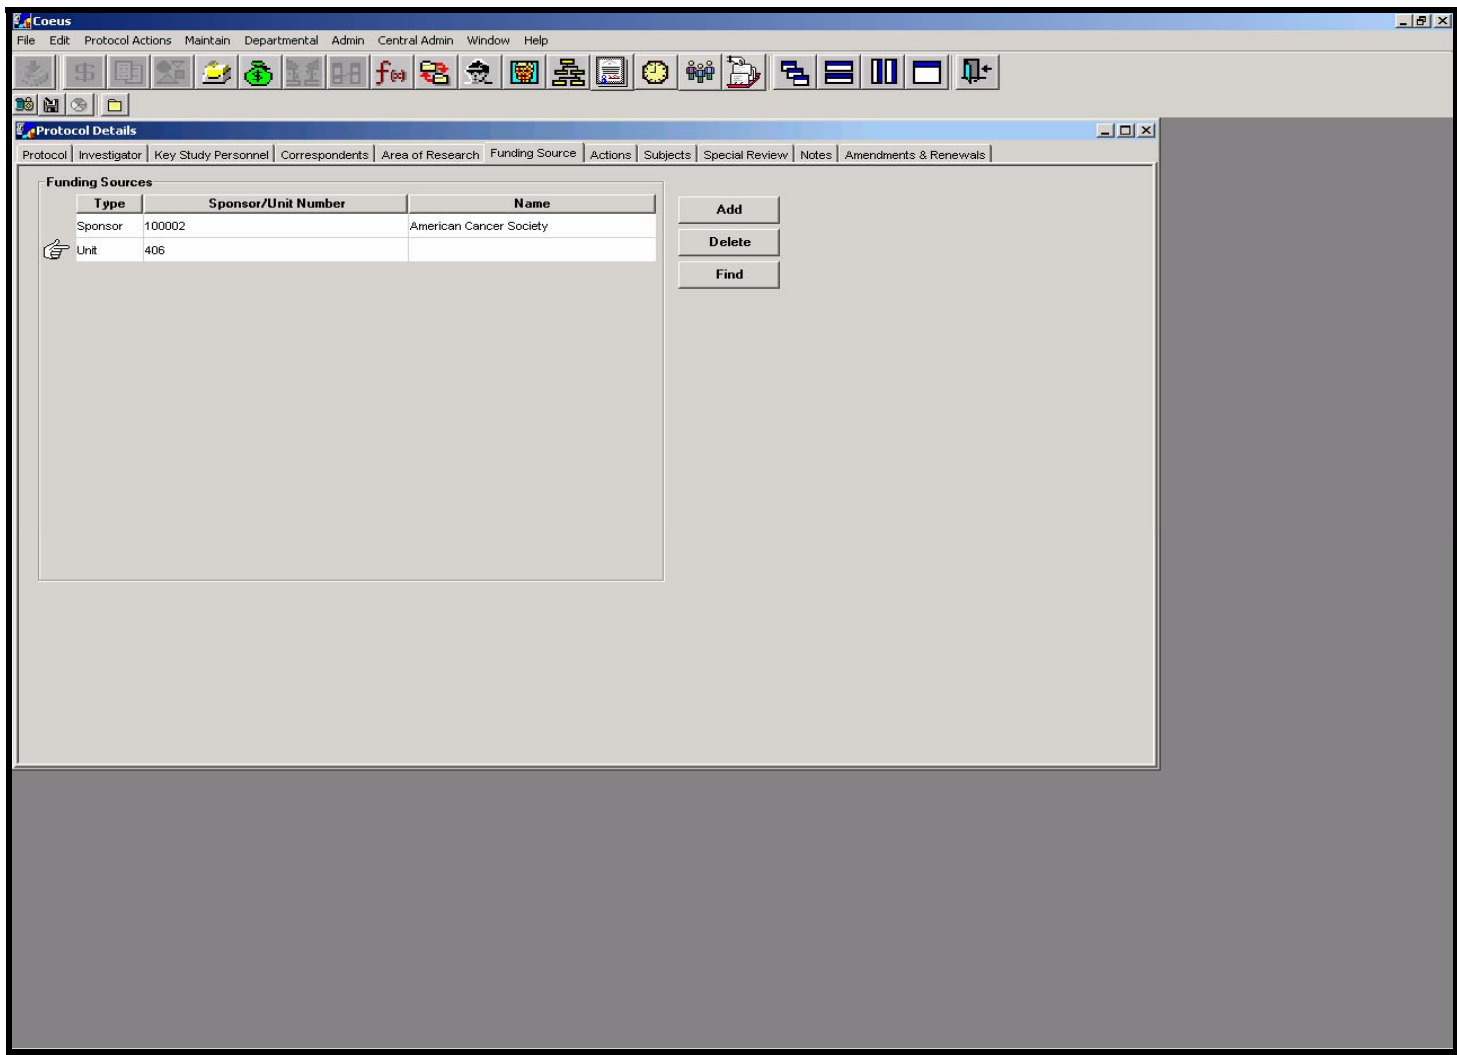 Coeus
File Edit Protocol Actions Maintain Departmental Admin Central Admin Window Help
Protocol Details
Protocol Investigator Key Study Personnel Correspondents Area of Research Funding Source Actions Subjects Special Review Notes Amendments & Renewals
Funding Sources
Type Sponsor/Unit Number Name
Sponsor 100002 American Cancer Society
Unit 406
Add
Delete
Find